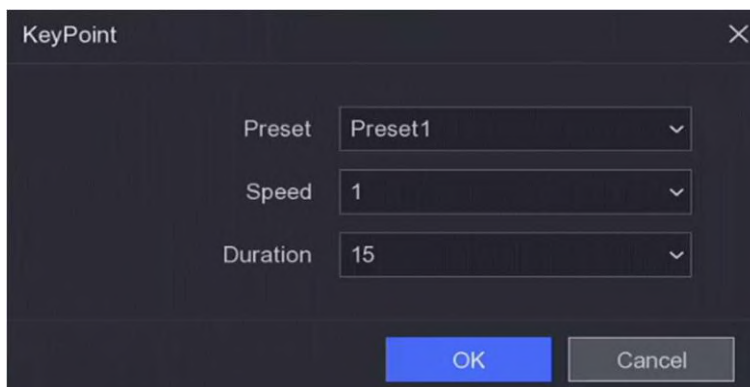 KeyPoint
Preset Preset1
Speed 1
Duration 15
OK Cancel